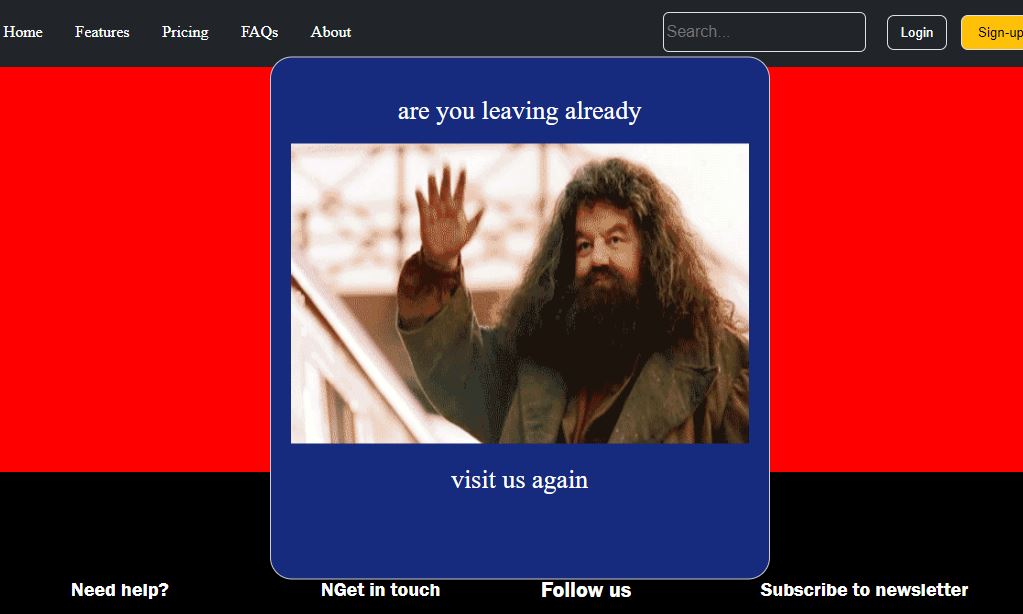 Home Features Pricing FAQs About Search... Login Sign-up
are you leaving already
visit us again
Need help? NGet in touch Follow us Subscribe to newsletter